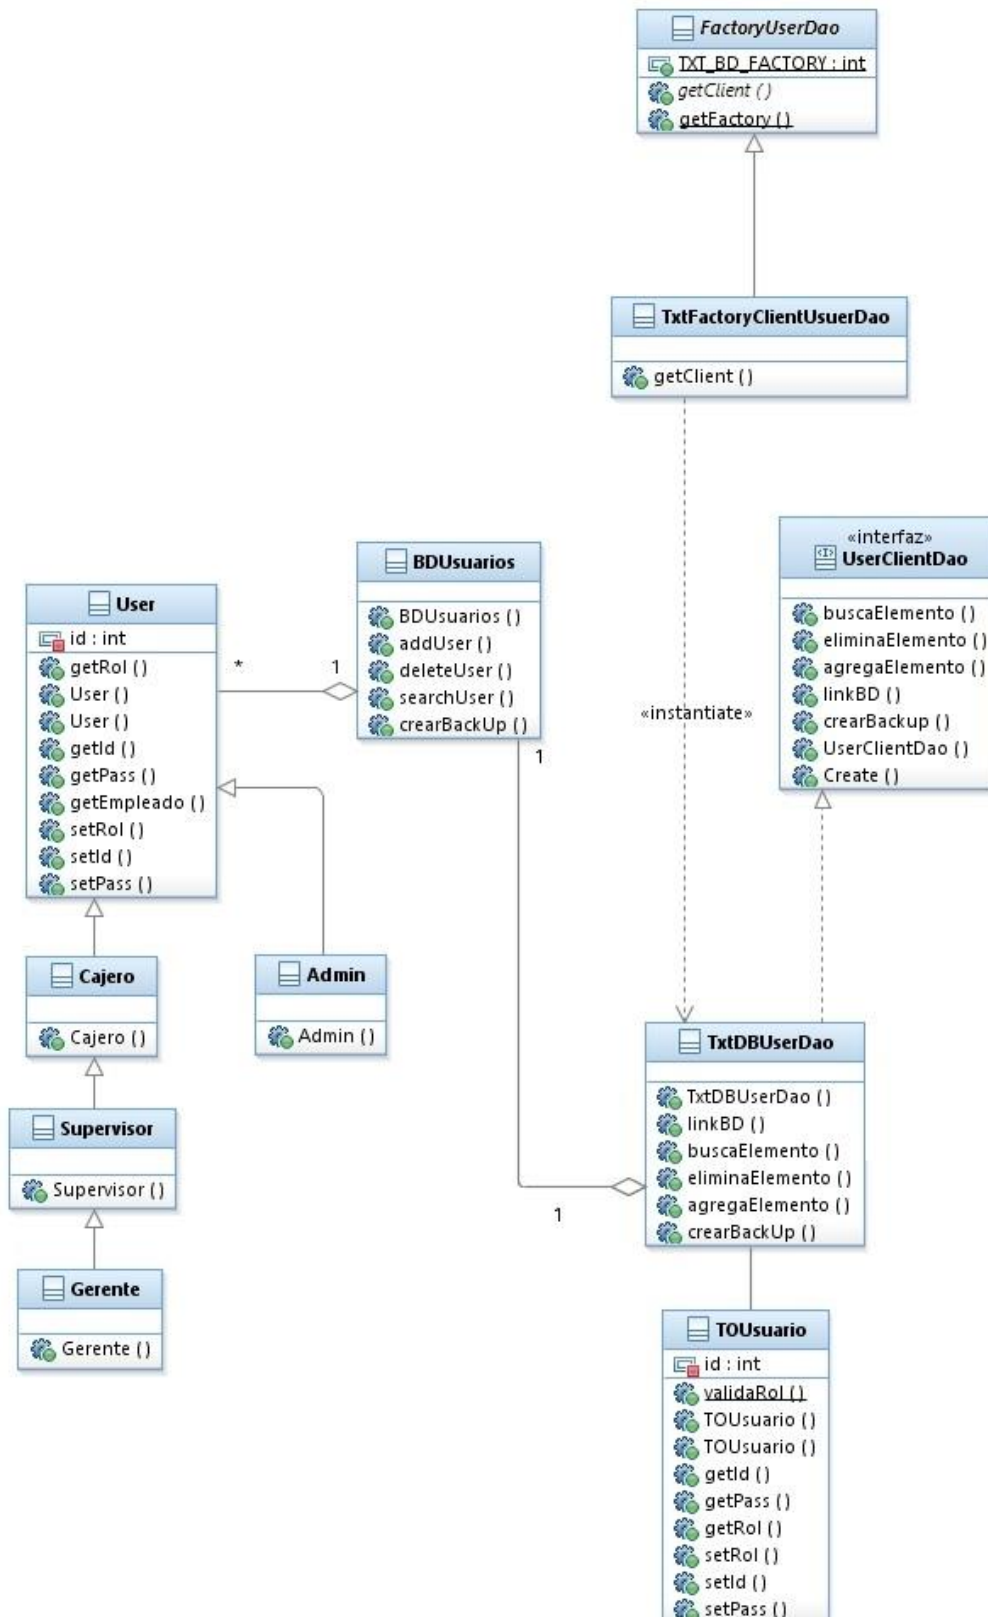 FactoryUserDao
TXT_BD_FACTORY : int
getClient ( )
getFactory ( )
TxtFactoryClientUsuerDao
getClient ( )
«interfaz»
UserClientDao
buscaElemento ( )
eliminaElemento ( )
agregaElemento ( )
linkBD ( )
crearBackup ( )
UserClientDao ( )
Create ( )
BDUsuarios
BDUsuarios ( )
addUser ( )
deleteUser ( )
searchUser ( )
crearBackUp ( )
User
id : int
getRol ( )
User ( )
User ( )
getId ( )
getPass ( )
getEmpleado ( )
setRol ( )
setId ( )
setPass ( )
*
1
1
«instantiate»
Cajero
Cajero ( )
Admin
Admin ( )
Supervisor
Supervisor ( )
Gerente
Gerente ( )
TxtDBUserDao
TxtDBUserDao ( )
linkBD ( )
buscaElemento ( )
eliminaElemento ( )
agregaElemento ( )
crearBackUp ( )
1
TOUsuario
id : int
validaRol ( )
TOUsuario ( )
TOUsuario ( )
getId ( )
getPass ( )
getRol ( )
setRol ( )
setId ( )
setPass ( )